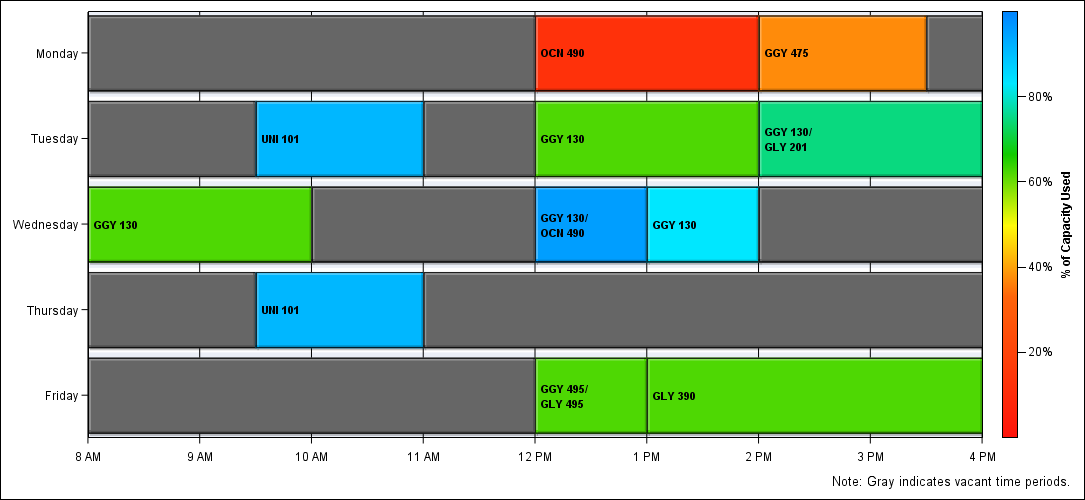 Monday
OCN 490
GGY 475
Tuesday
UNI 101
GGY 130
GGY 130/
GLY 201
Wednesday
GGY 130
GGY 130/
OCN 490
GGY 130
Thursday
UNI 101
Friday
GGY 495/
GLY 495
GLY 390
8 AM
9 AM
10 AM
11 AM
12 PM
1 PM
2 PM
3 PM
4 PM
80%
60%
40%
20%
% of Capacity Used
Note: Gray indicates vacant time periods.